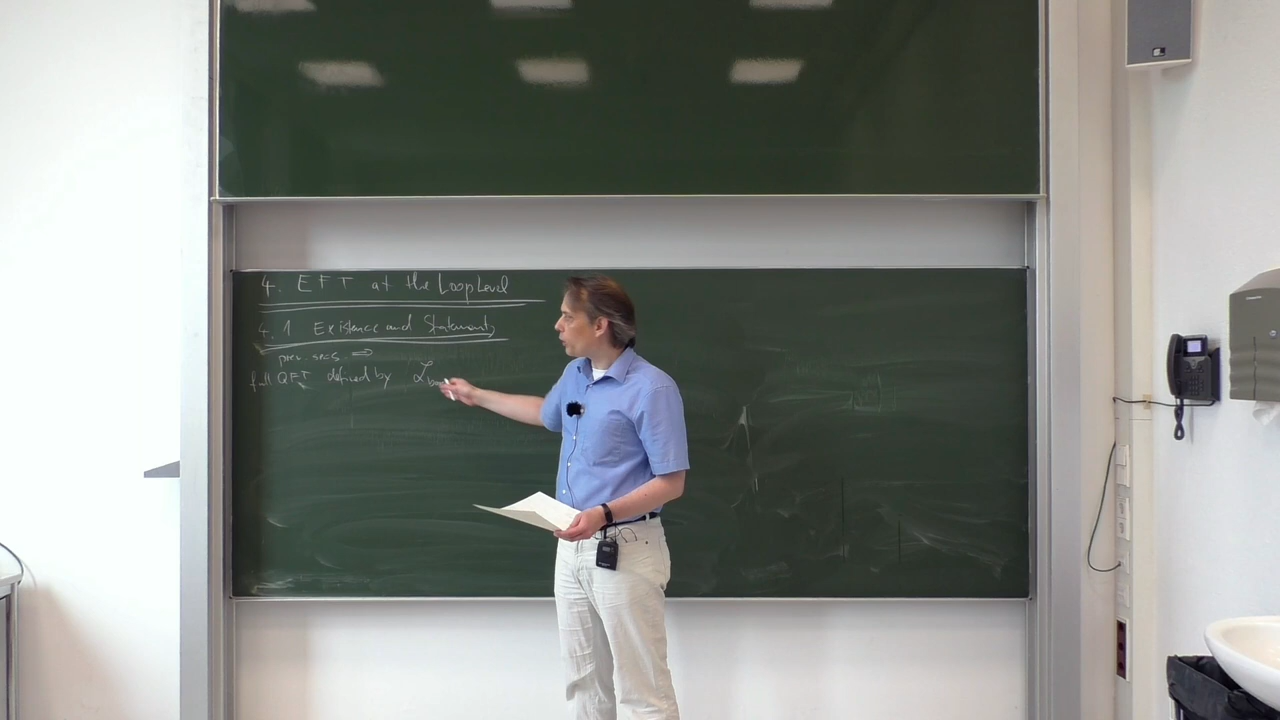 4. EFT at the Loop Level
4.1 Existence and Statement
prev. secs ⇒
full QFT defined by ℒ